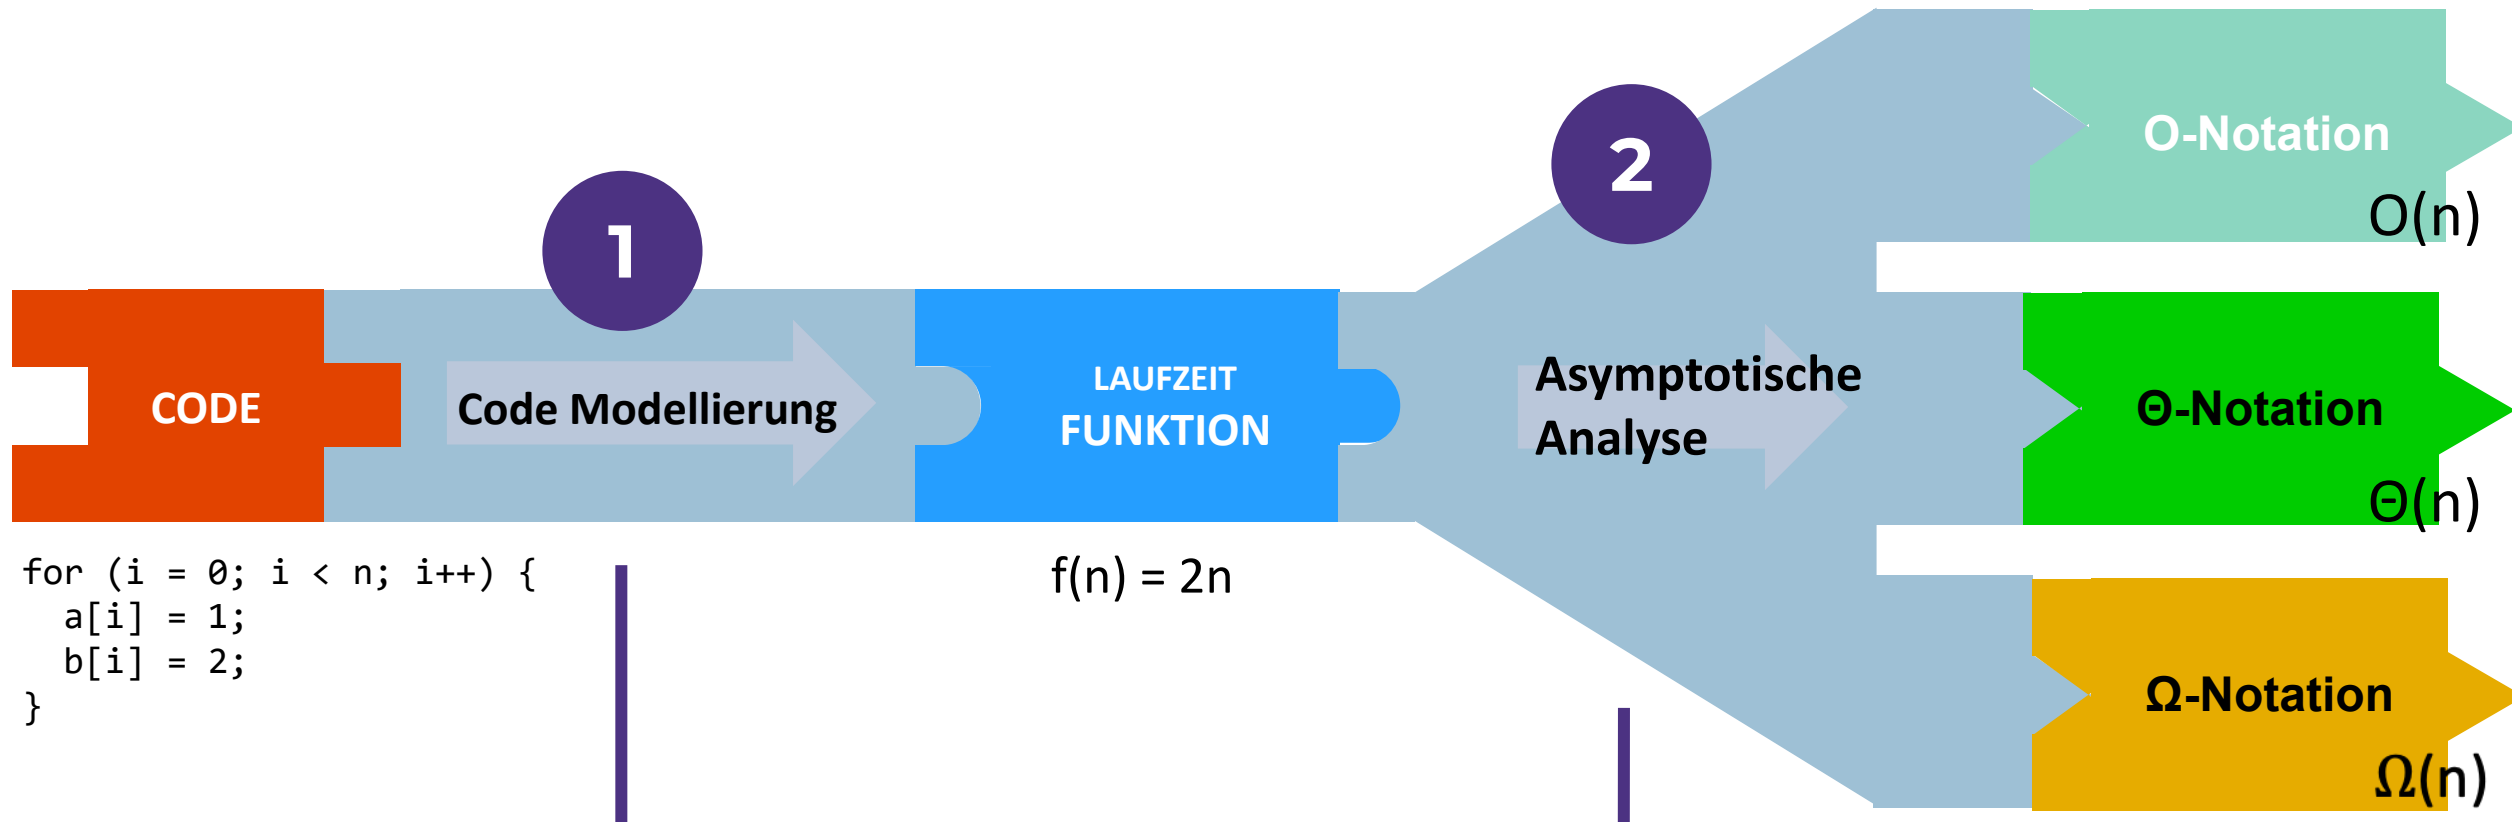 1
2
CODE
Code Modellierung
LAUFZEIT
FUNKTION
Asymptotische
Analyse
O-Notation
O(n)
Θ-Notation
Θ(n)
Ω-Notation
Ω(n)
for (i = 0; i < n; i++) {
  a[i] = 1;
  b[i] = 2;
}
f(n) = 2n